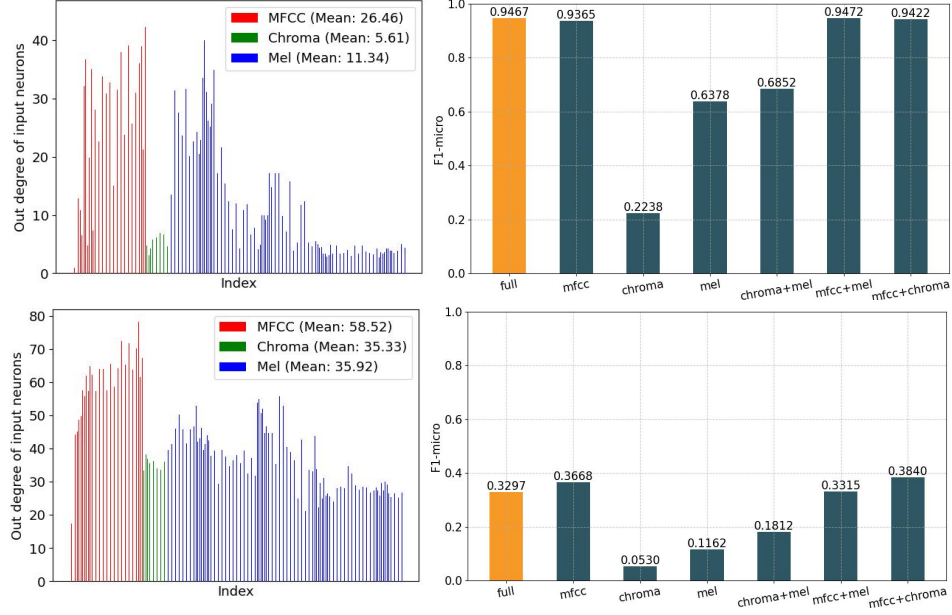 MFCC (Mean: 26.46)
Chroma (Mean: 5.61)
Mel (Mean: 11.34)
Out degree of input neurons
40
30
20
10
0
Index
F1-micro
1.0
0.8
0.6
0.4
0.2
0.0
0.9467
0.9365
0.2238
0.6378
0.6852
0.9472
0.9422
full
mfcc
chroma
mel
chroma+mel
mfcc+mel
mfcc+chroma
MFCC (Mean: 58.52)
Chroma (Mean: 35.33)
Mel (Mean: 35.92)
Out degree of input neurons
80
70
60
50
40
30
20
10
0
Index
F1-micro
1.0
0.8
0.6
0.4
0.2
0.0
0.3297
0.3668
0.0530
0.1162
0.1812
0.3315
0.3840
full
mfcc
chroma
mel
chroma+mel
mfcc+mel
mfcc+chroma